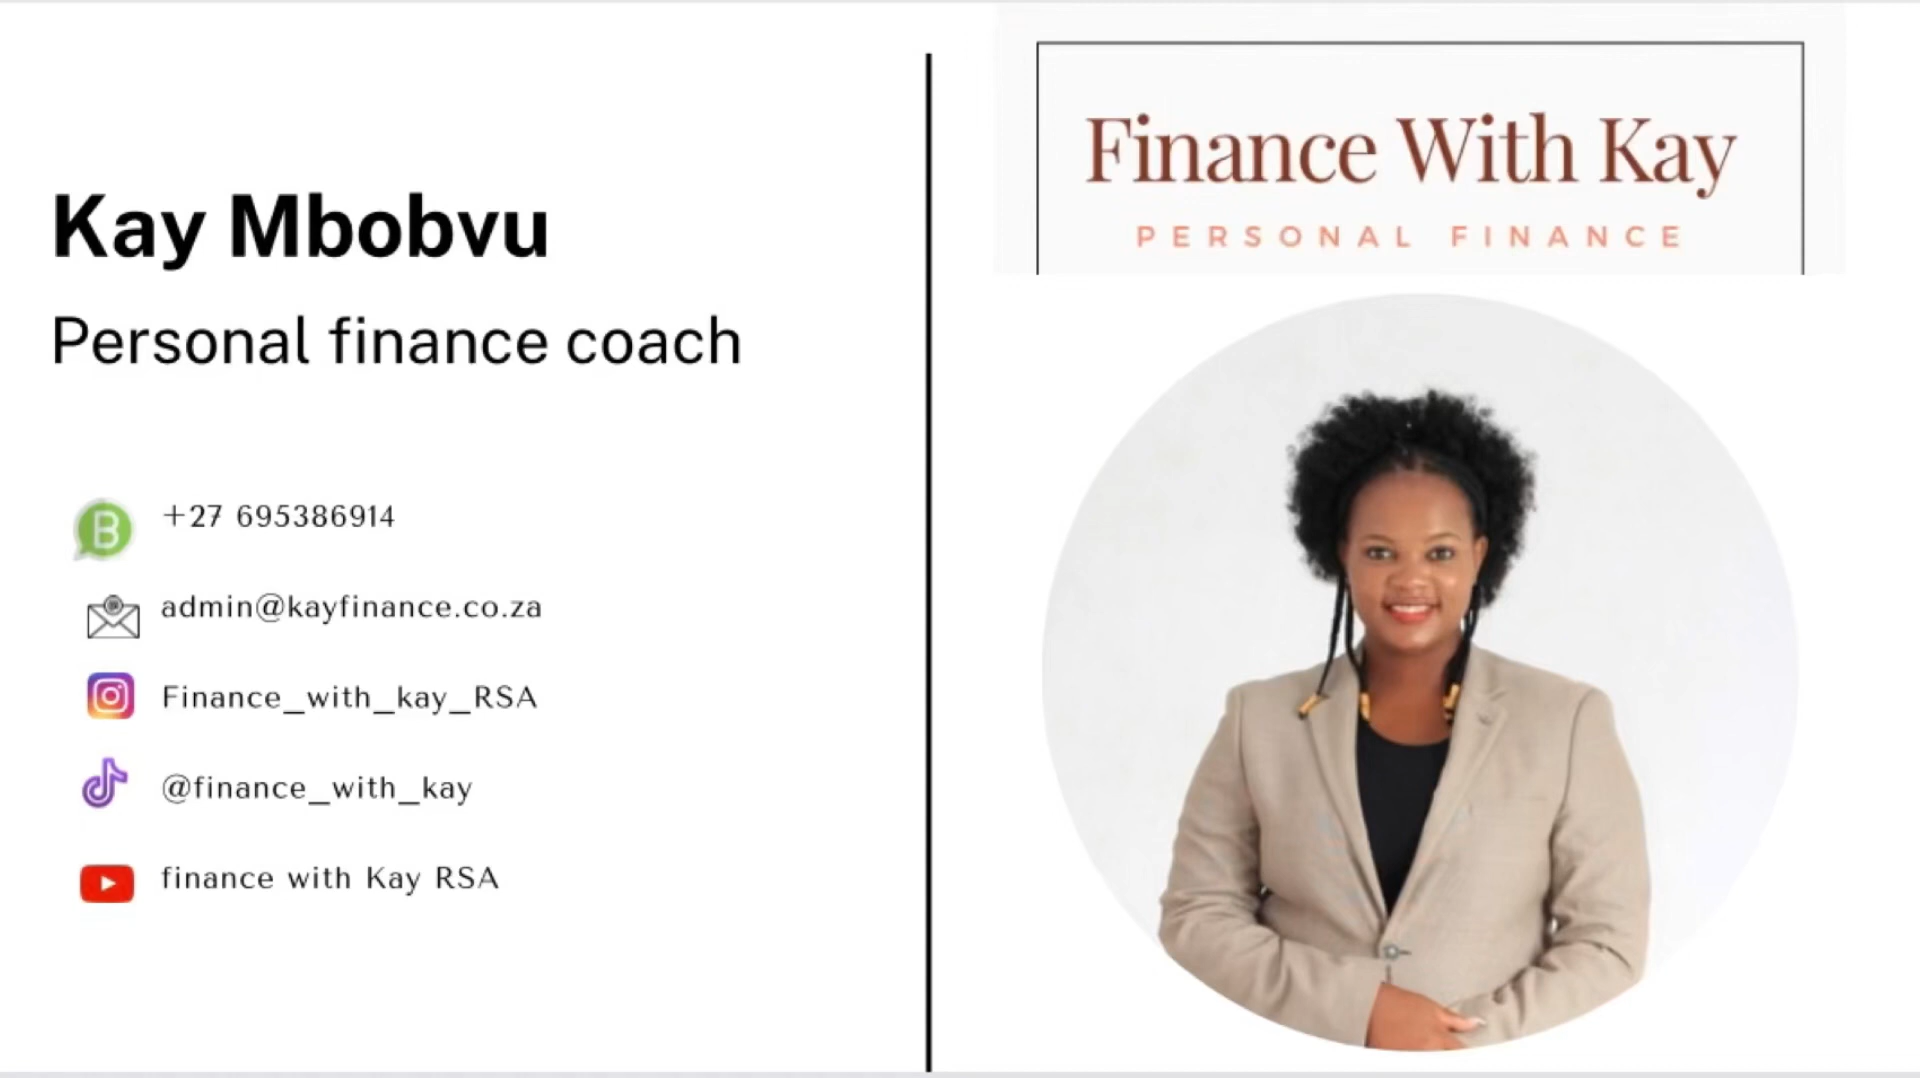 Kay Mbobvu
Personal finance coach
+27 695386914
admin@kayfinance.co.za
Finance_with_kay_RSA
@finance_with_kay
finance with Kay RSA
Finance With Kay
PERSONAL FINANCE